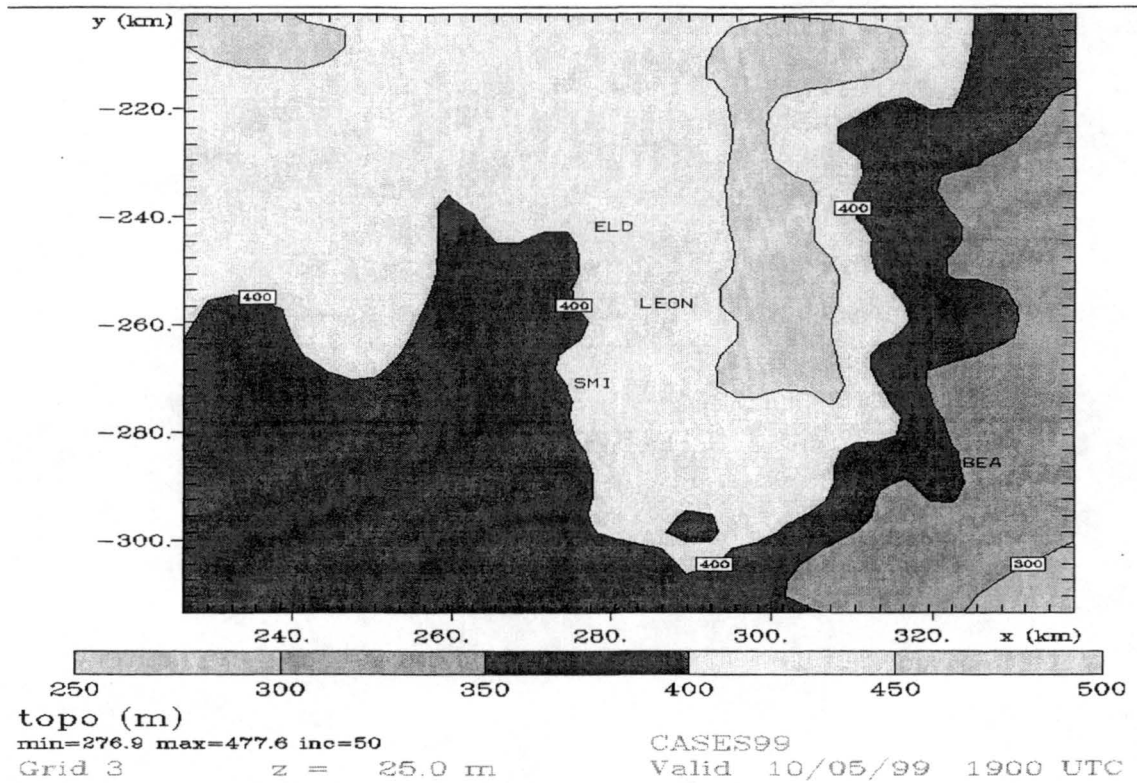 y (km)
-220.
-240.
-260.
-280.
-300.
400
400
400
400
300
ELD
LEON
SMI
BEA
240. 260. 280. 300. 320. x (km)
250 300 350 400 450 500
topo (m)
min=276.9 max=477.6 inc=50
CASES99
Grid 3 z = 25.0 m Valid 10/05/99 1900 UTC